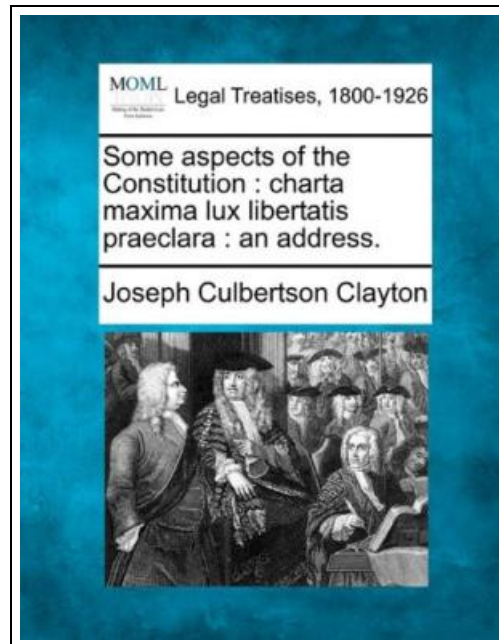 MOML
Legal Treatises, 1800-1926
Some aspects of the
Constitution : charta
maxima lux libertatis
praeclara : an address.
Joseph Culbertson Clayton